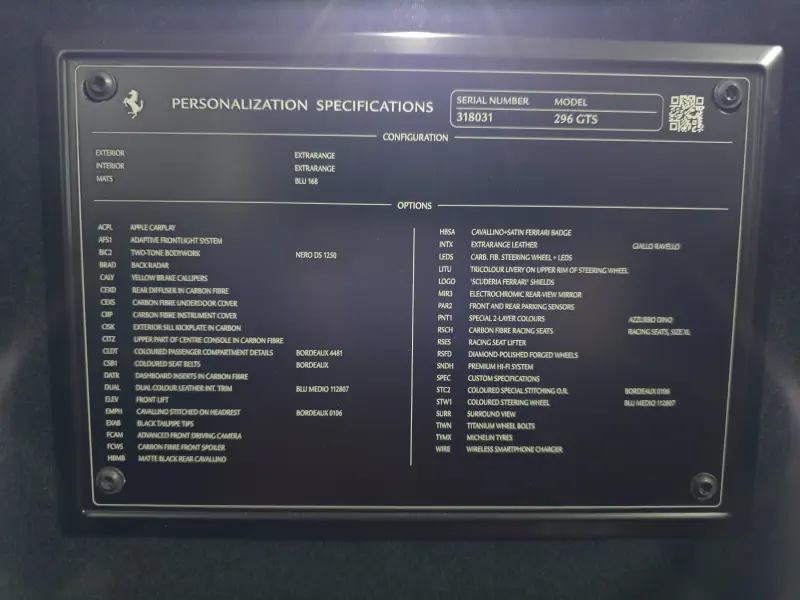 PERSONALIZATION SPECIFICATIONS
SERIAL NUMBER MODEL
318031 296 GTS
CONFIGURATION
EXTERIOR EXTRARANGE
INTERIOR EXTRARANGE
MATS BLU 168
OPTIONS
ACPL APPLE CARPLAY
AFS1 ADAPTIVE FRONTLIGHT SYSTEM
BIC2 TWO-TONE BODYWORK NERO DS 1250
BRAD BACK RADAR
CALY YELLOW BRAKE CALLIPERS
CEXD REAR DIFFUSER IN CARBON FIBRE
CEXS CARBON FIBRE UNDERDOOR COVER
CIIP CARBON FIBRE INSTRUMENT COVER
CISK EXTERIOR SILL KICKPLATE IN CARBON
CITZ UPPER PART OF CENTRE CONSOLE IN CARBON FIBRE
CLDT COLOURED PASSENGER COMPARTMENT DETAILS BORDEAUX 4481
CSB1 COLOURED SEAT BELTS BORDEAUX
DATR DASHBOARD INSERTS IN CARBON FIBRE
DUAL DUAL COLOUR LEATHER INT. TRIM BLU MEDIO 112807
ELEV FRONT LIFT
EMPH CAVALLINO STITCHED ON HEADREST BORDEAUX 0106
EXAB BLACK TAILPIPE TIPS
FCAM ADVANCED FRONT DRIVING CAMERA
FCWS CARBON FIBRE FRONT SPOILER
HBMB MATTE BLACK REAR CAVALLINO
HBSA CAVALLINO+SATIN FERRARI BADGE
INTX EXTRARANGE LEATHER GIALLO RAVELLO
LEDS CARB. FIB. STEERING WHEEL + LEDS
LITU TRICOLOUR LIVERY ON UPPER RIM OF STEERING WHEEL
LOGO 'SCUDERIA FERRARI' SHIELDS
MIR3 ELECTROCHROMIC REAR-VIEW MIRROR
PAR2 FRONT AND REAR PARKING SENSORS
PNT1 SPECIAL 2-LAYER COLOURS AZZURRO DINO
RSCH CARBON FIBRE RACING SEATS RACING SEATS, SIZE XL
RSES RACING SEAT LIFTER
RSFD DIAMOND-POLISHED FORGED WHEELS
SNDH PREMIUM HI-FI SYSTEM
SPEC CUSTOM SPECIFICATIONS
STC2 COLOURED SPECIAL STITCHING O.R. BORDEAUX 0106
STW1 COLOURED STEERING WHEEL BLU MEDIO 112807
SURR SURROUND VIEW
TIWN TITANIUM WHEEL BOLTS
TYMX MICHELIN TYRES
WIRE WIRELESS SMARTPHONE CHARGER